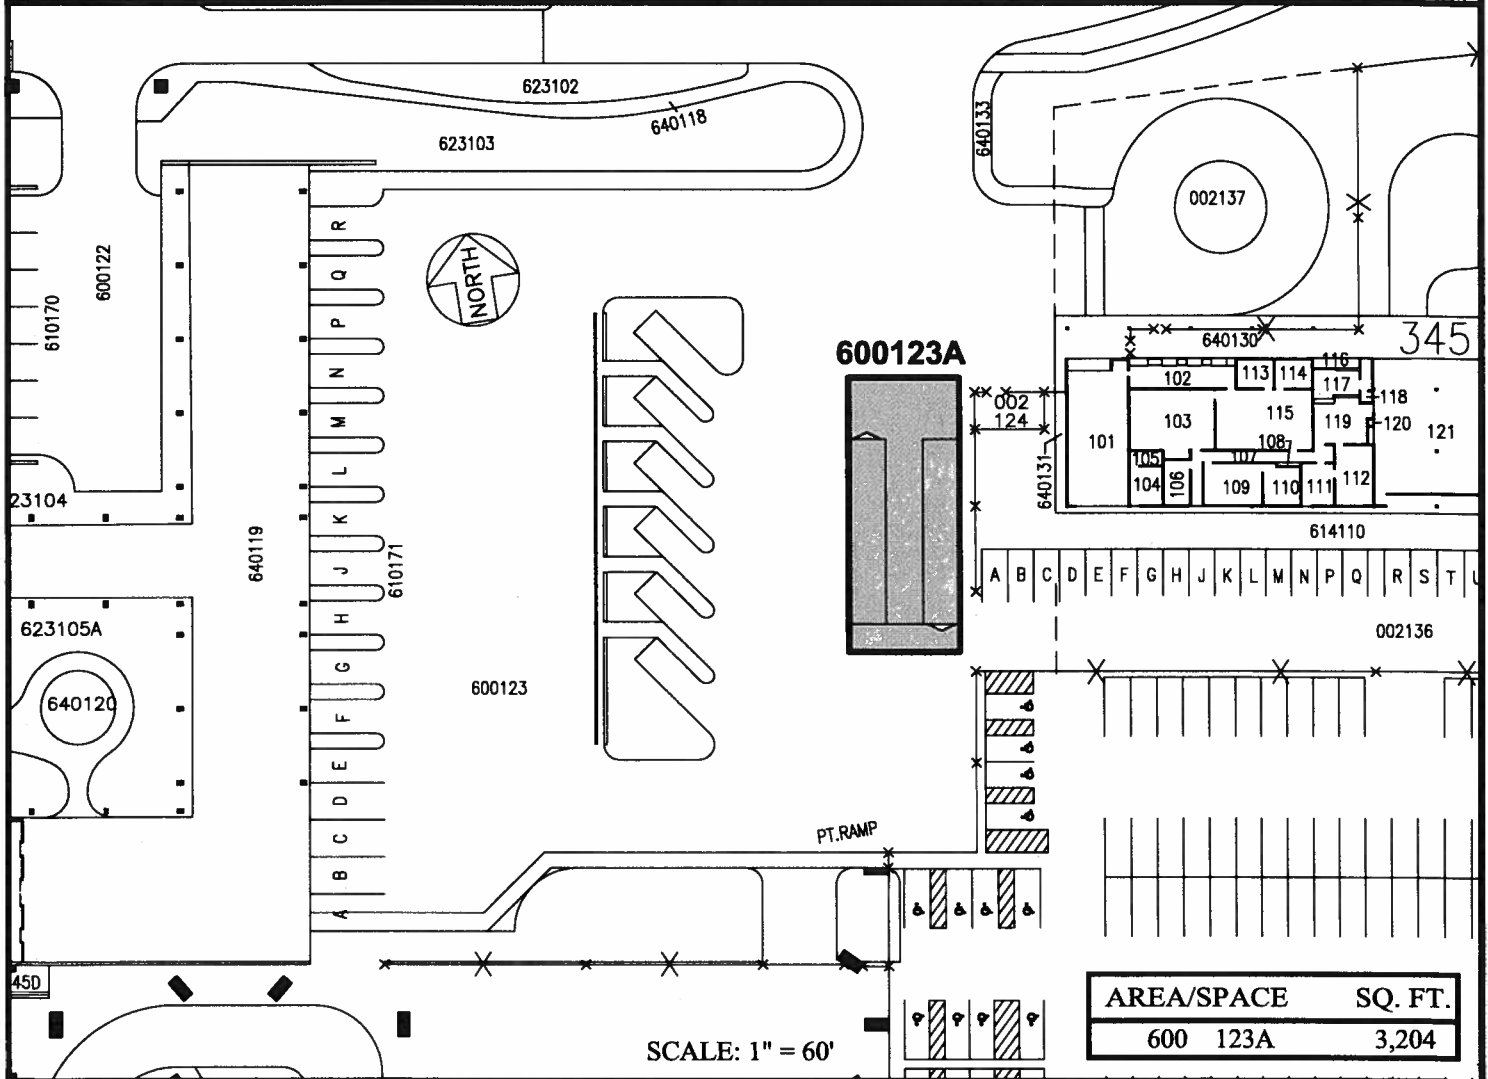 623102
640118
623103
640133
002137
R
Q
P
N
M
L
K
J
H
G
F
E
D
C
B
A
600122
610170
NORTH
600123A
640130
345
116
113
114
102
117
118
002
124
103
115
119
120
101
121
108
105
107
640131
104
106
109
110
111
112
23104
640119
610171
614110
A B C D E F G H J K L M N P Q R S T U
623105A
002136
640120
600123
PT.RAMP
45D
AREA/SPACE SQ. FT.
600 123A 3,204
SCALE: 1" = 60'